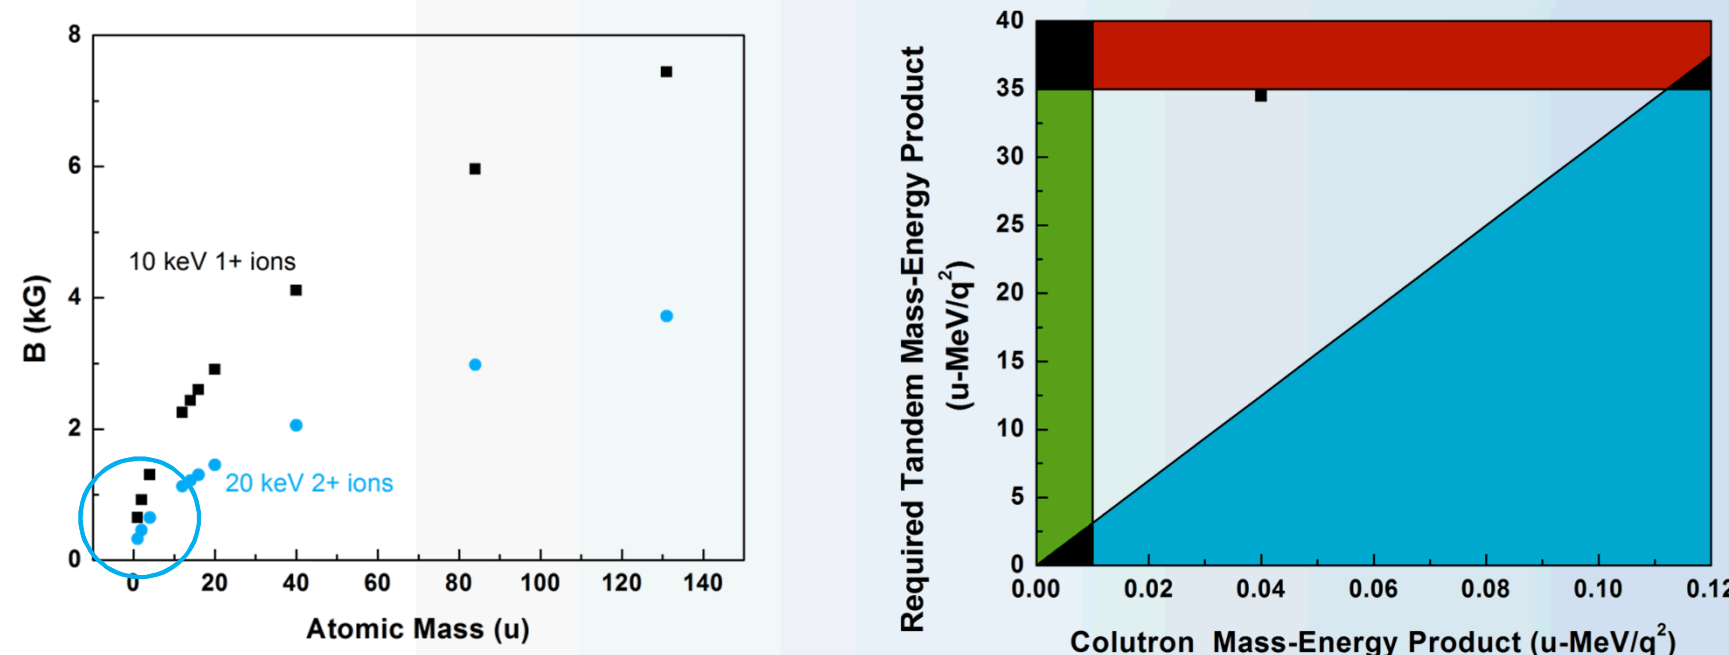 8
6
4
2
0
B (kG)
10 keV 1+ ions
20 keV 2+ ions
0 20 40 60 80 100 120 140
Atomic Mass (u)
40
35
30
25
20
15
10
5
0
Required Tandem Mass-Energy Product
(u-MeV/q²)
0.00 0.02 0.04 0.06 0.08 0.10 0.12
Colutron Mass-Energy Product (u-MeV/q²)